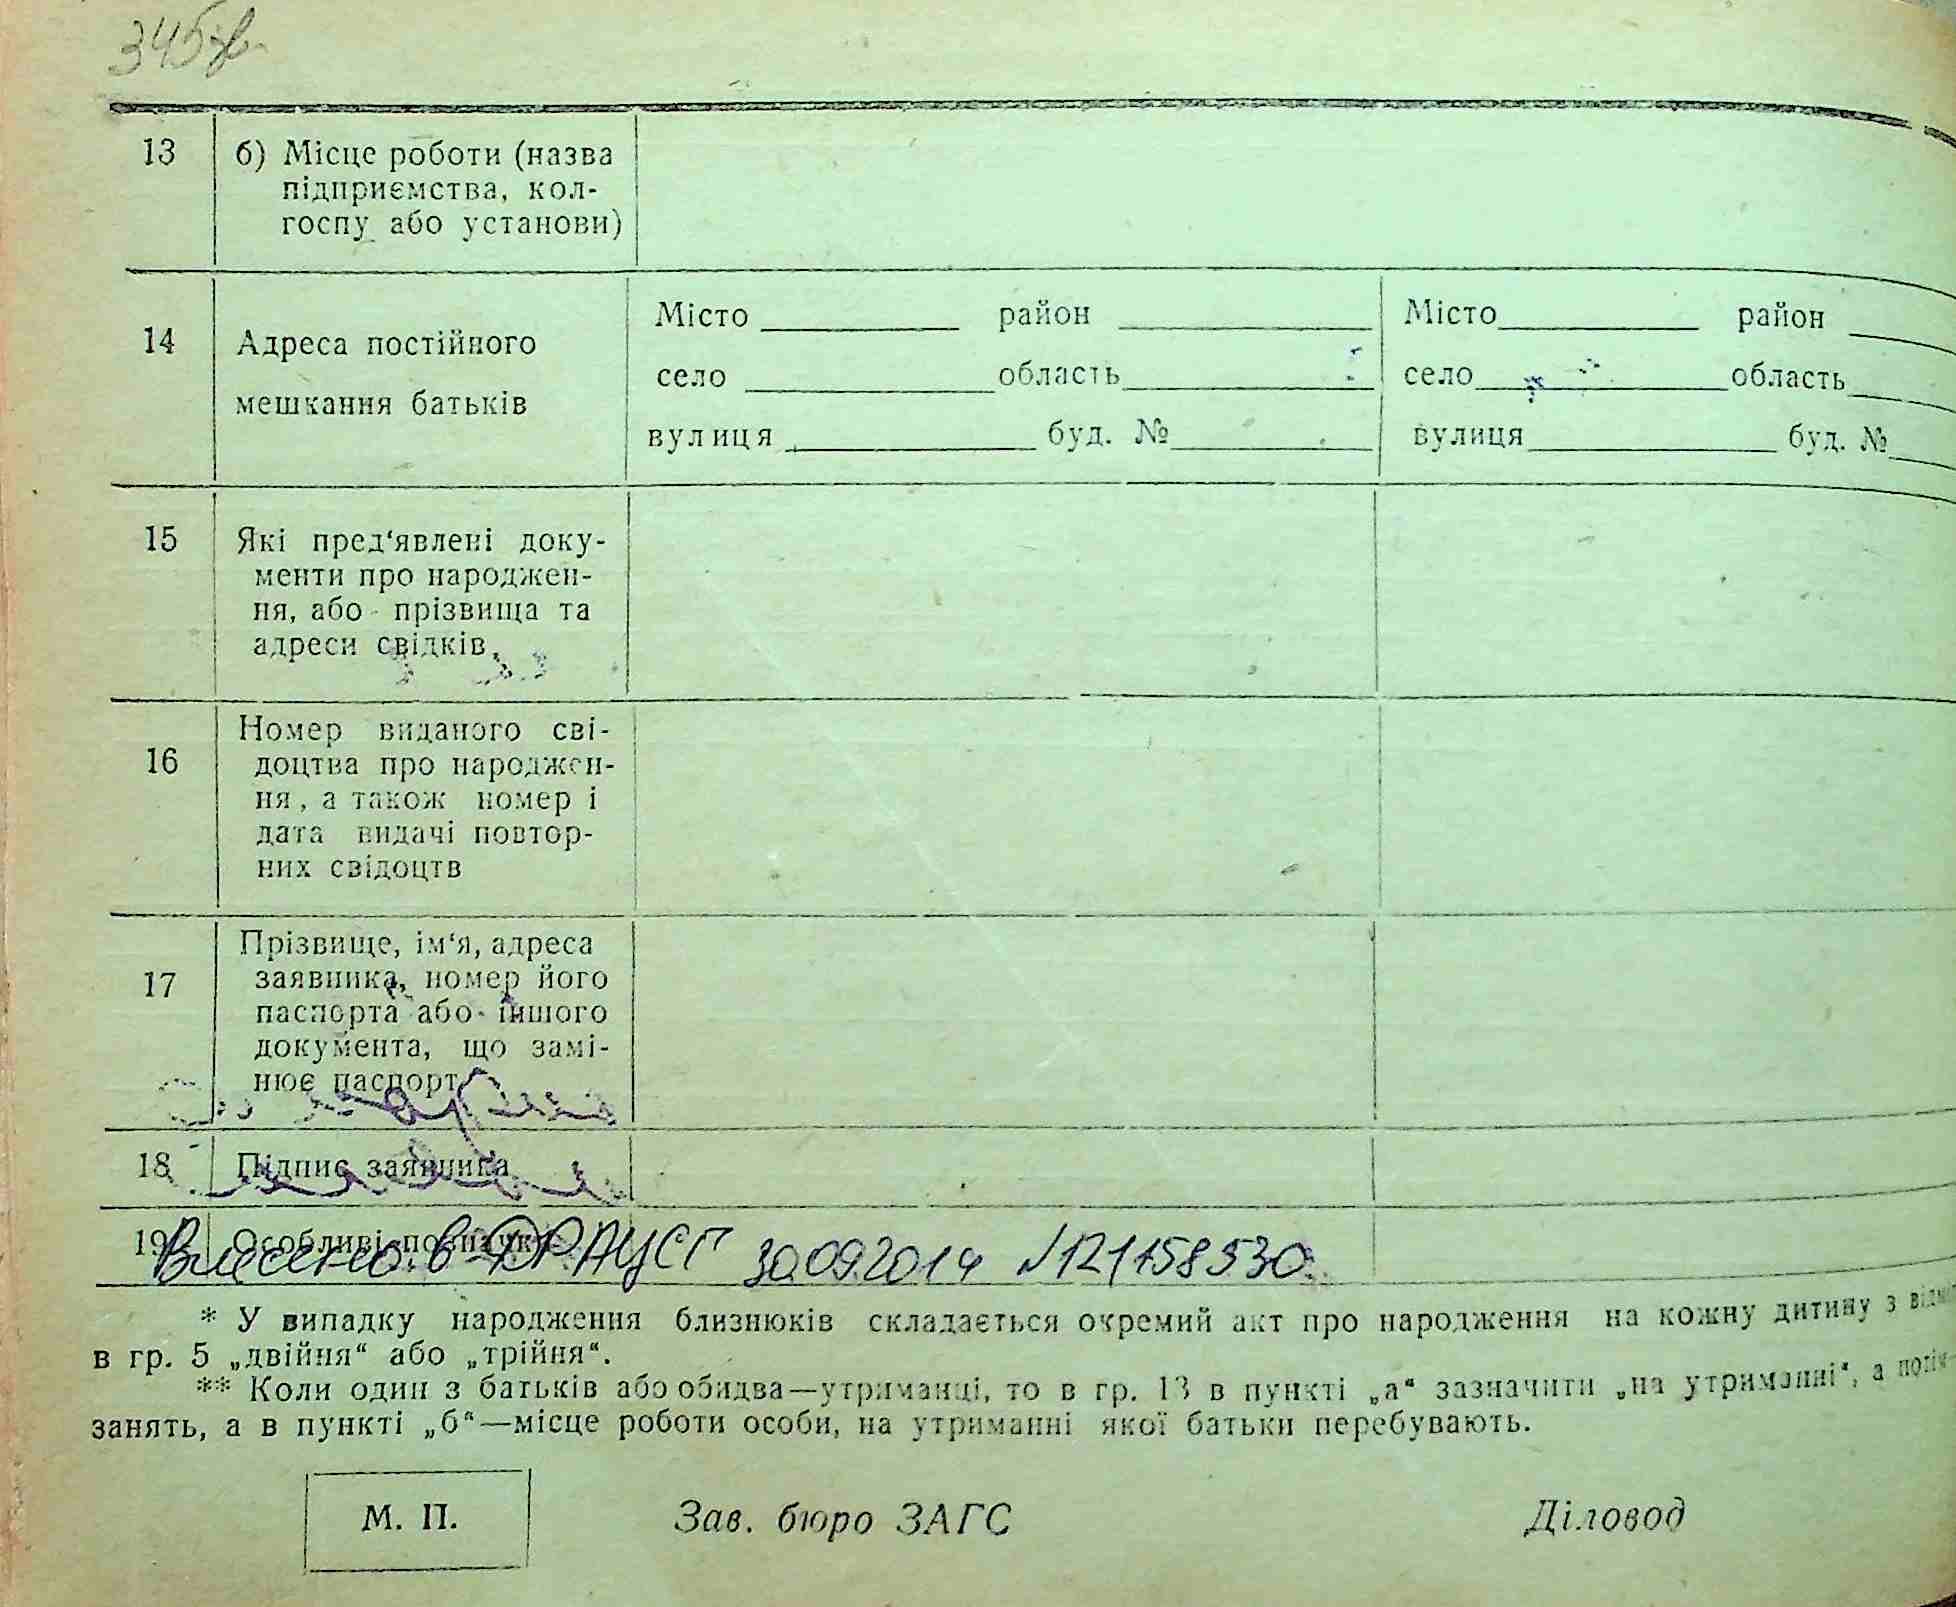 345зв.
13
б) Місце роботи (назва
підприємства, кол-
госпу або установи)
14
Адреса постійного
мешкання батьків
Місто район
село область
вулиця буд. №
Місто район
село область
вулиця буд. №
15
Які пред‘явлені доку-
менти про народжен-
ня, або прізвища та
адреси свідків.
16
Номер виданого сві-
доцтва про народжен-
ня, а також номер і
дата видачі повтор-
них свідоцтв
17
Прізвище, ім‘я, адреса
заявника, номер його
паспорта або іншого
документа, що замі-
нює паспорт
18 Підпис заявника
19 Особливі позначки
Внесено в ДРАЦСГ 30.09.2014 №121158530
* У випадку народження близнюків складається окремий акт про народження на кожну дитину з
в гр. 5 „двійня“ або „трійня“.
** Коли один з батьків або обидва—утриманці, то в гр. 13 в пункті „а“ зазначити „на утриманні“, а
занять, а в пункті „б“—місце роботи особи, на утриманні якої батьки перебувають.
М. П. Зав. бюро ЗАГС Діловод